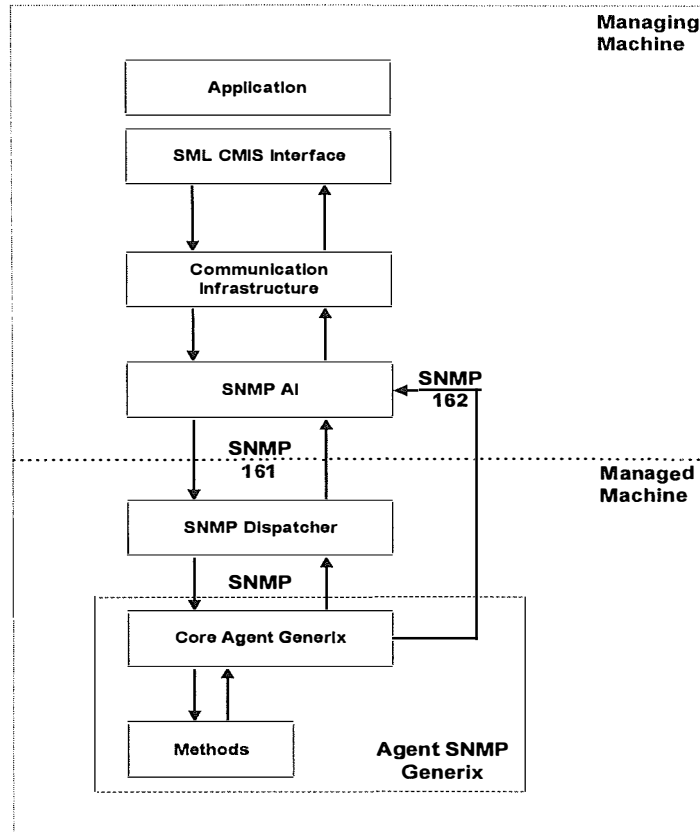 Managing
Machine
Application
SML CMIS Interface
Communication
Infrastructure
SNMP AI
SNMP
162
SNMP
161
Managed
Machine
SNMP Dispatcher
SNMP
Core Agent Generix
Methods
Agent SNMP
Generix